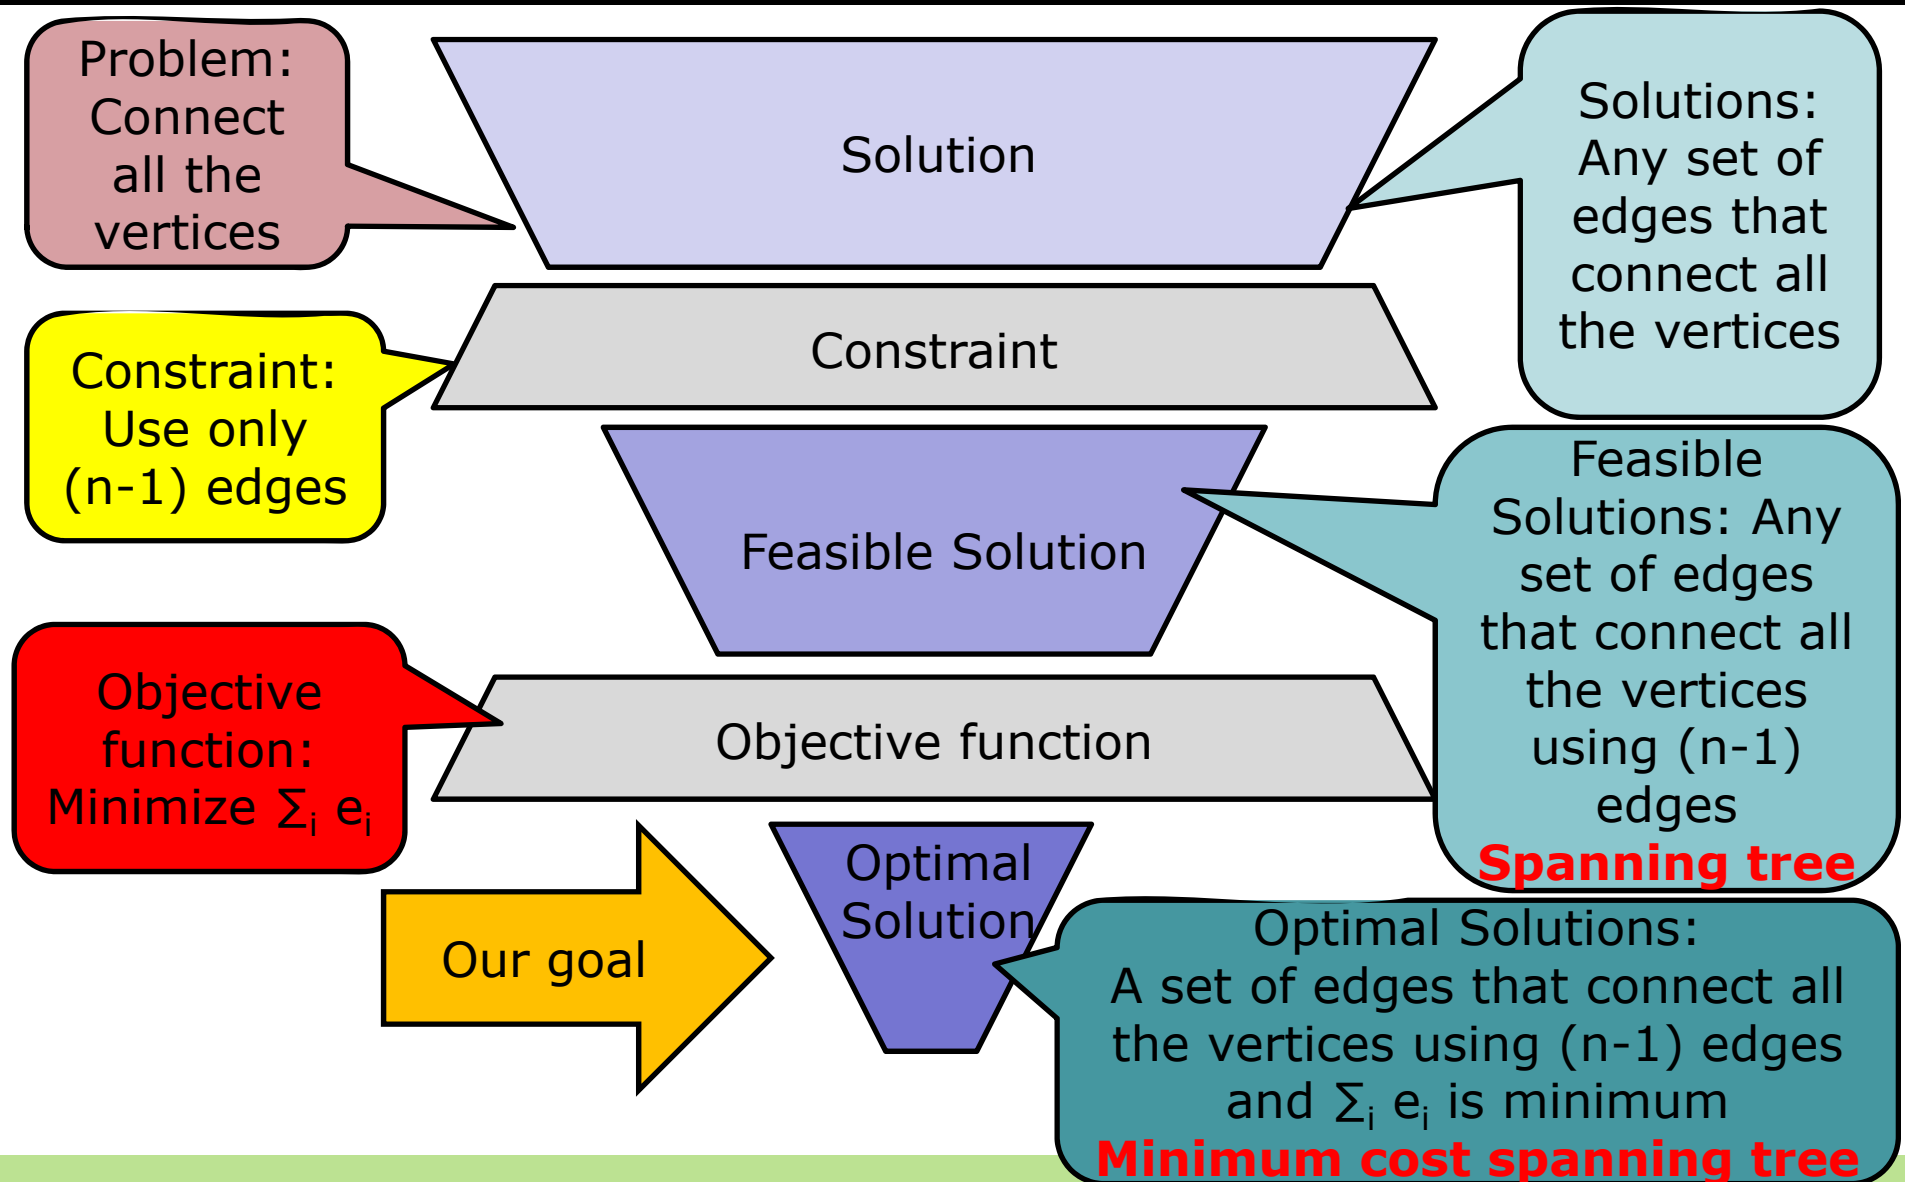 Problem:
Connect
all the
vertices
Solution
Solutions:
Any set of
edges that
connect all
the vertices
Constraint:
Use only
(n-1) edges
Constraint
Feasible Solution
Feasible
Solutions: Any
set of edges
that connect all
the vertices
using (n-1)
edges
Spanning tree
Objective
function:
Minimize ∑i ei
Objective function
Our goal
Optimal
Solution
Optimal Solutions:
A set of edges that connect all
the vertices using (n-1) edges
and ∑i ei is minimum
Minimum cost spanning tree